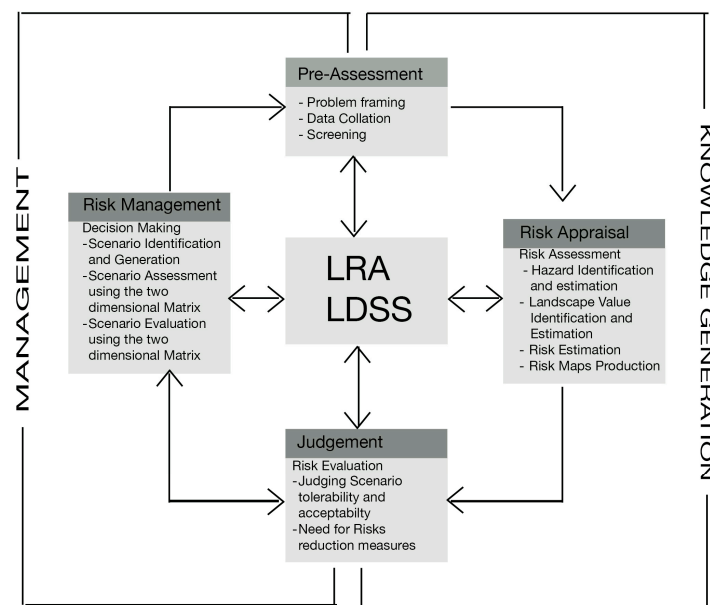 Pre-Assessment
- Problem framing
- Data Collation
- Screening
MANAGEMENT
KNOWLEDGE GENERATION
Risk Management
Decision Making
-Scenario Identification
and Generation
-Scenario Assessment
using the two
dimensional Matrix
-Scenario Evaluation
using the two
dimensional Matrix
LRA
LDSS
Risk Appraisal
Risk Assessment
- Hazard Identification
and estimation
- Landscape Value
Identification and
Estimation
- Risk Estimation
- Risk Maps Production
Judgement
Risk Evaluation
-Judging Scenario
tolerability and
acceptabilty
-Need for Risks
reduction measures